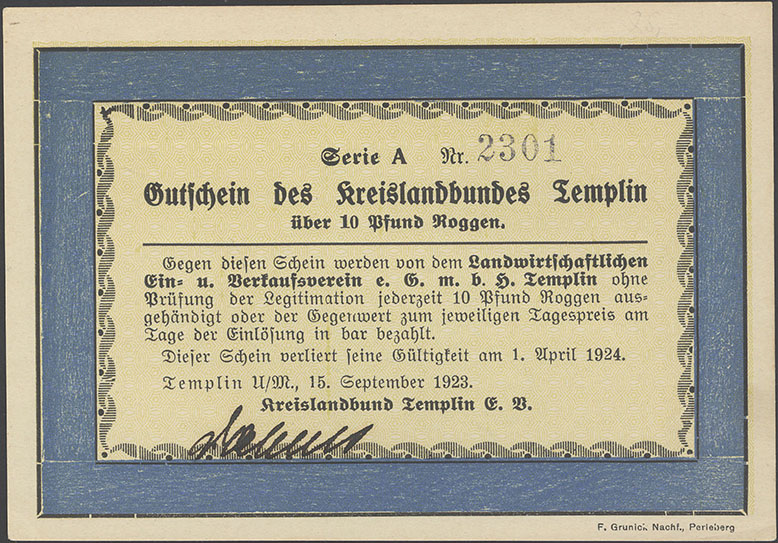 Serie A Nr. 2301
Gutschein des Kreislandbundes Templin
über 10 Pfund Roggen.
Gegen diesen Schein werden von dem Landwirtschaftlichen
Ein- u. Verkaufsverein e. G. m. b. H. Templin ohne
Prüfung der Legitimation jederzeit 10 Pfund Roggen aus-
gehändigt oder der Gegenwert zum jeweiligen Tagespreis am
Tage der Einlösung in bar bezahlt.
Dieser Schein verliert seine Gültigkeit am 1. April 1924.
Templin U/M., 15. September 1923.
Kreislandbund Templin E. V.
F. Grunick Nachf., Perleberg